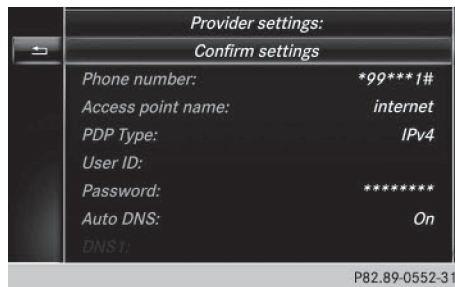 Provider settings:
Confirm settings
Phone number: *99***1#
Access point name: internet
PDP Type: IPv4
User ID:
Password: ********
Auto DNS: On
DNS1:
P82.89-0552-31